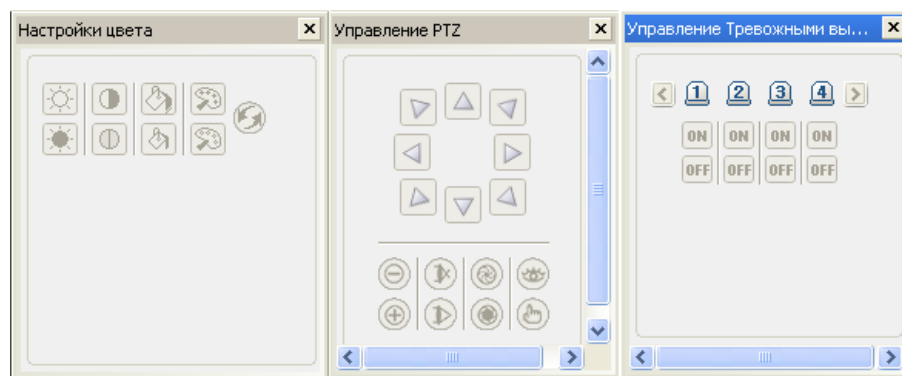 Настройки цвета
Управление PTZ
Управление Тревожными вы...
1 2 3 4
ON ON ON ON
OFF OFF OFF OFF